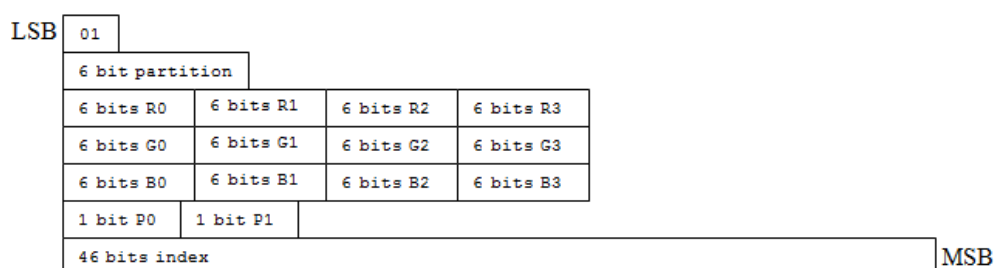 LSB 01
6 bit partition
6 bits R0 6 bits R1 6 bits R2 6 bits R3
6 bits G0 6 bits G1 6 bits G2 6 bits G3
6 bits B0 6 bits B1 6 bits B2 6 bits B3
1 bit P0 1 bit P1
46 bits index MSB